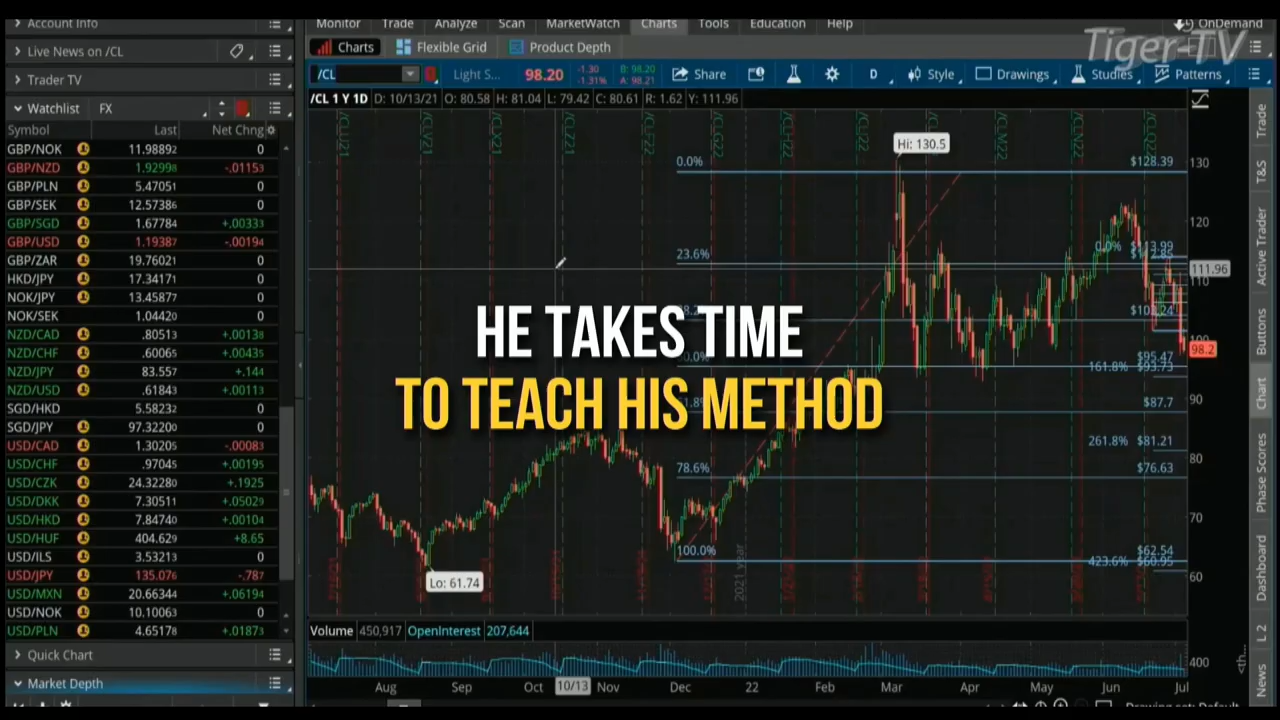 Account Info
Live News on /CL
Trader TV
Watchlist FX
Symbol Last Net Chng
GBP/NOK 11.98892 0
GBP/NZD 1.92998 -.01153
GBP/PLN 5.47051 0
GBP/SEK 12.57386 0
GBP/SGD 1.67784 +.00333
GBP/USD 1.19387 -.00194
GBP/ZAR 19.76021 0
HKD/JPY 17.34171 0
NOK/JPY 13.45877 0
NOK/SEK 1.04420 0
NZD/CAD .80513 +.00138
NZD/CHF .60065 +.00435
NZD/JPY 83.557 +.144
NZD/USD .61843 +.00113
SGD/HKD 5.58232 0
SGD/JPY 97.32200 0
USD/CAD 1.30205 -.00083
USD/CHF .97045 +.00195
USD/CZK 24.32280 +.1925
USD/DKK 7.30511 +.05029
USD/HKD 7.84740 +.00104
USD/HUF 404.629 +8.65
USD/ILS 3.53213 0
USD/JPY 135.076 -.787
USD/MXN 20.66344 +.06194
USD/NOK 10.10063 0
USD/PLN 4.65178 +.01873
Quick Chart
Market Depth
Monitor Trade Analyze Scan MarketWatch Charts Tools Education Help
OnDemand
Tiger-TV
Charts Flexible Grid Product Depth
/CL Light S... 98.20 -1.30 -1.31% B: 98.20 A: 98.21 Share D Style Drawings Studies Patterns
/CL 1 Y 1D D: 10/13/21 O: 80.58 H: 81.04 L: 79.42 C: 80.61 R: 1.62 Y: 111.96
Hi: 130.5
0.0% $128.39
130
120
0.0% $113.99
23.6%
111.96
110
HE TAKES TIME
98.2
161.8% $93.73
$95.47
TO TEACH HIS METHOD
$87.7
90
261.8% $81.21
80
78.6% $76.63
70
100.0% $62.54
423.6% $60.95
60
Lo: 61.74
2021 year
Volume 450,917 OpenInterest 207,644
400
Aug Sep Oct 10/13 Nov Dec 22 Feb Mar Apr May Jun Jul
Trade
T&S
Active Trader
Buttons
Chart
Phase Scores
Dashboard
L 2
News